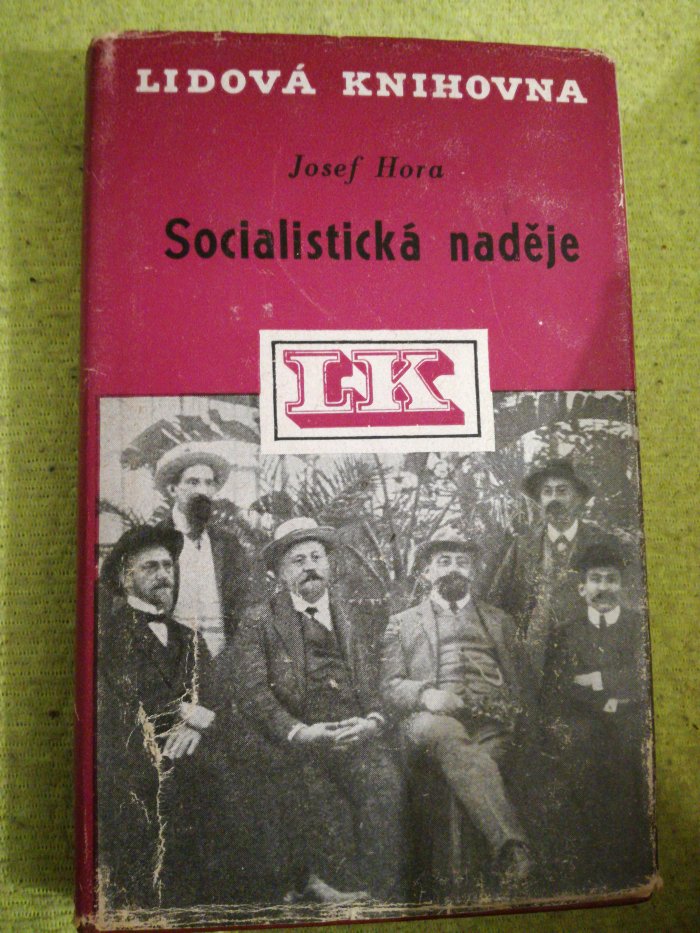 LIDOVÁ KNIHOVNA
Josef Hora
Socialistická naděje
LK